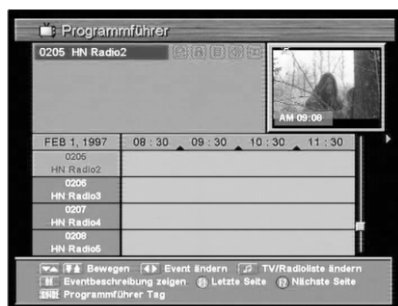 Programmführer
0205 HN Radio2
AM 09:08
FEB 1, 1997 08 : 30 09 : 30 10 : 30 11 : 30
0205
HN Radio2
0206
HN Radio3
0207
HN Radio4
0208
HN Radio5
Bewegen Event ändern TV/Radioliste ändern
Eventbeschreibung zeigen Letzte Seite Nächste Seite
Programmführer Tag